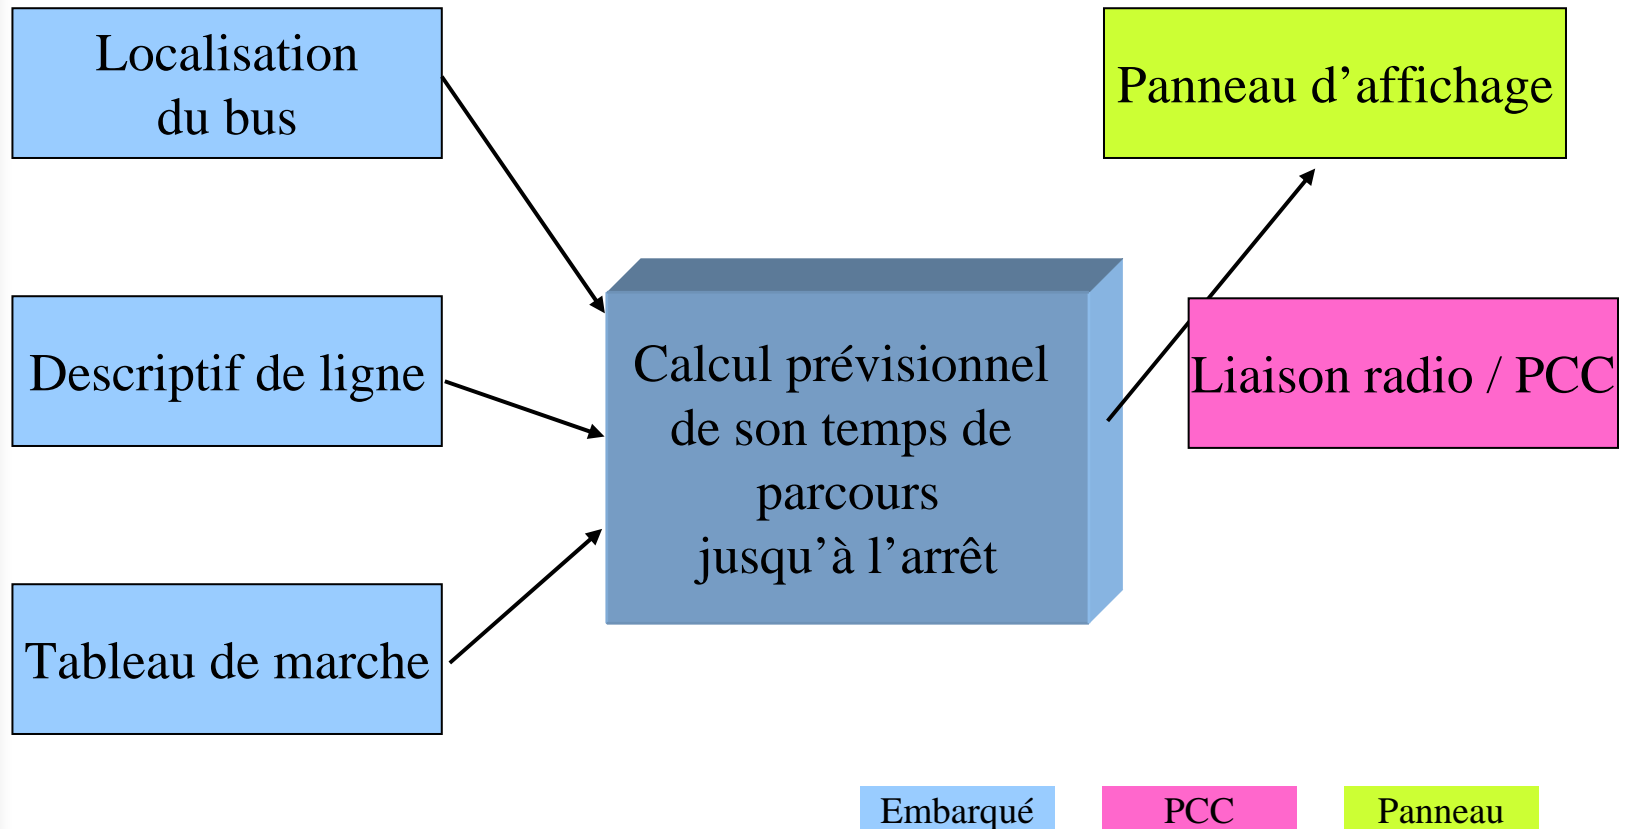 Localisation
du bus
Panneau d’affichage
Descriptif de ligne
Calcul prévisionnel
de son temps de
parcours
jusqu’à l’arrêt
Liaison radio / PCC
Tableau de marche
Embarqué
PCC
Panneau